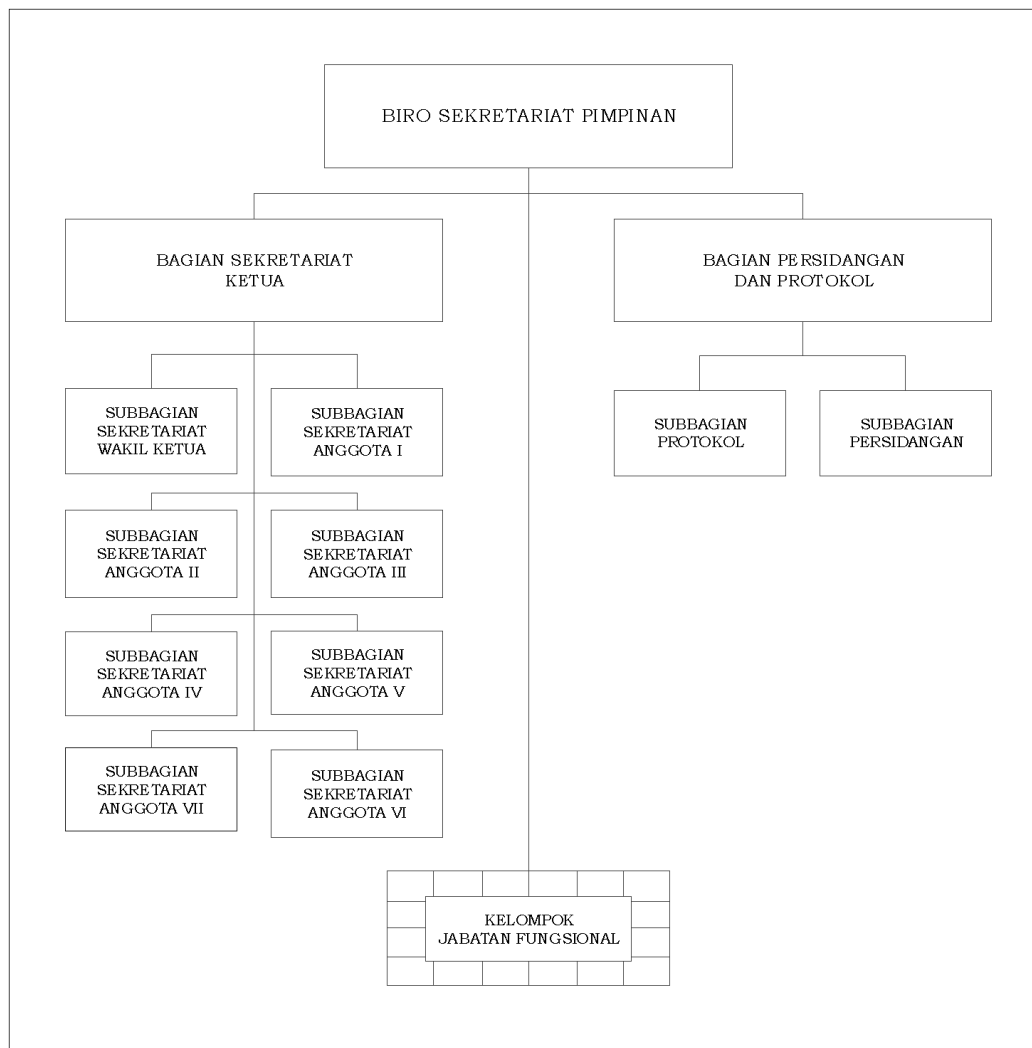 BIRO SEKRETARIAT PIMPINAN
BAGIAN SEKRETARIAT
KETUA
BAGIAN PERSIDANGAN
DAN PROTOKOL
SUBBAGIAN
SEKRETARIAT
WAKIL KETUA
SUBBAGIAN
SEKRETARIAT
ANGGOTA I
SUBBAGIAN
PROTOKOL
SUBBAGIAN
PERSIDANGAN
SUBBAGIAN
SEKRETARIAT
ANGGOTA II
SUBBAGIAN
SEKRETARIAT
ANGGOTA III
SUBBAGIAN
SEKRETARIAT
ANGGOTA IV
SUBBAGIAN
SEKRETARIAT
ANGGOTA V
SUBBAGIAN
SEKRETARIAT
ANGGOTA VII
SUBBAGIAN
SEKRETARIAT
ANGGOTA VI
KELOMPOK
JABATAN FUNGSIONAL